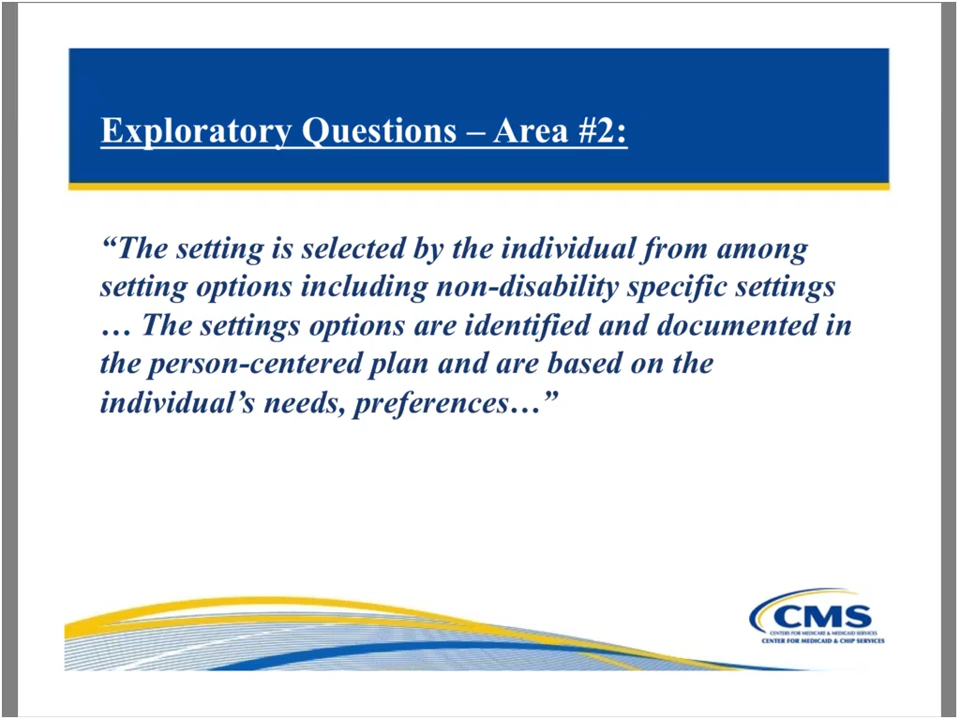 Exploratory Questions – Area #2:
“The setting is selected by the individual from among
setting options including non-disability specific settings
… The settings options are identified and documented in
the person-centered plan and are based on the
individual’s needs, preferences…”
CMS
CENTERS FOR MEDICARE & MEDICAID SERVICES
CENTER FOR MEDICAID & CHIP SERVICES